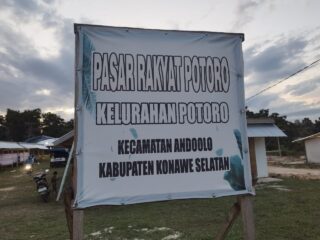 PASAR RAKYAT POTORO
KELURAHAN POTORO
KECAMATAN ANDOOLO
KABUPATEN KONAWE SELATAN